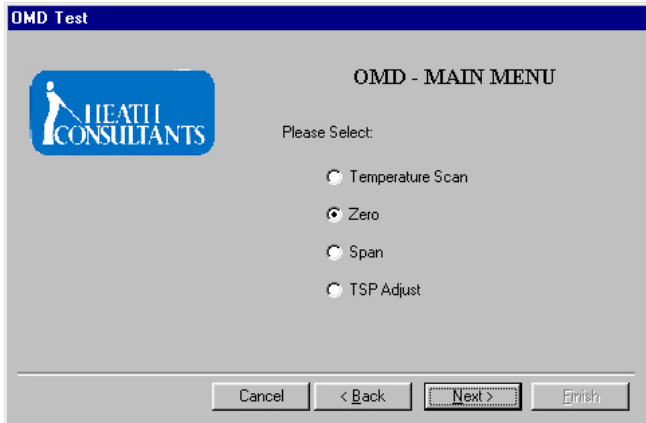 OMD Test
OMD - MAIN MENU
HEATH
CONSULTANTS
Please Select:
Temperature Scan
Zero
Span
TSP Adjust
Cancel
< Back
Next >
Finish